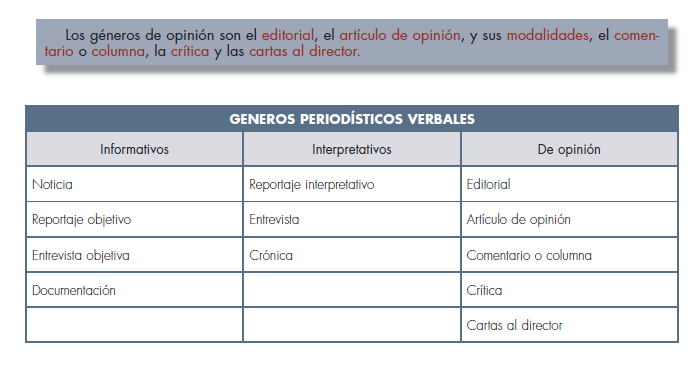 Los géneros de opinión son el editorial, el artículo de opinión, y sus modalidades, el comen-
tario o columna, la crítica y las cartas al director.
GENEROS PERIODÍSTICOS VERBALES
Informativos Interpretativos De opinión
Noticia Reportaje interpretativo Editorial
Reportaje objetivo Entrevista Artículo de opinión
Entrevista objetiva Crónica Comentario o columna
Documentación Crítica
Cartas al director